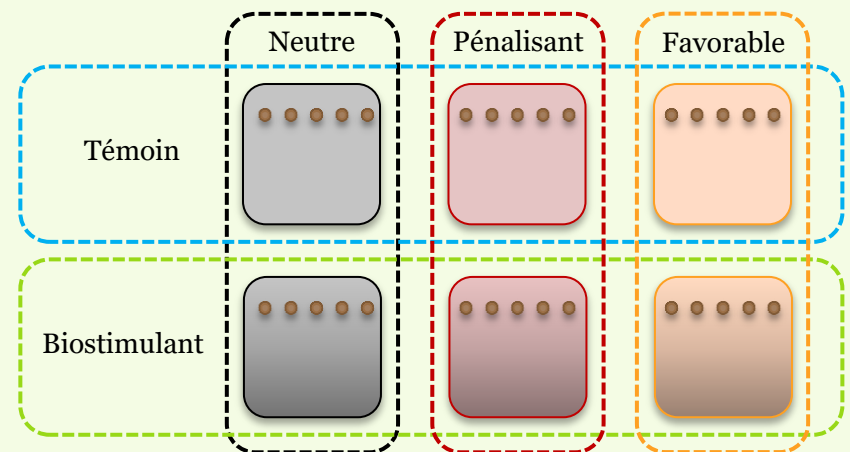 Neutre
Pénalisant
Favorable
Témoin
Biostimulant